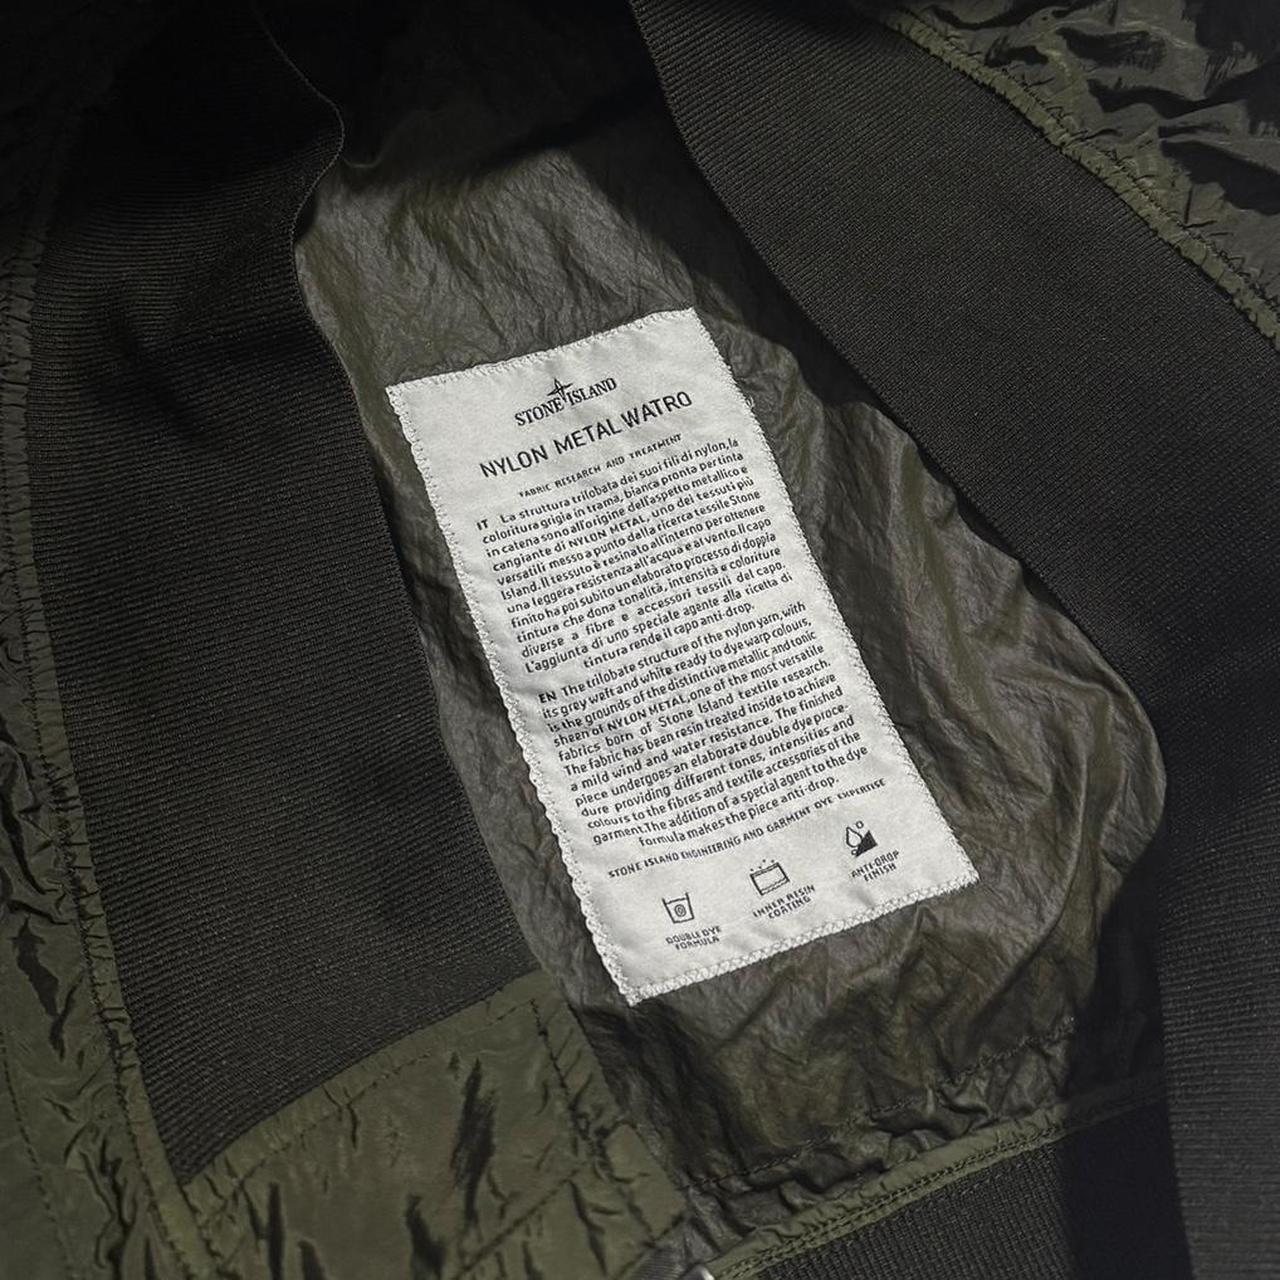 STONE ISLAND
NYLON METAL WATRO
FABRIC RESEARCH AND TREATMENT
IT La struttura trilobata dei suoi fili di nylon, la
coloritura grigia in trama, bianca pronta per tinta
in catena sono all'origine dell'aspetto metallico e
cangiante di NYLON METAL, uno dei tessuti più
versatili messo a punto dalla ricerca tessile Stone
Island. Il tessuto è resinato all'interno per ottenere
una leggera resistenza all'acqua e al vento. Il capo
finito ha poi subito un elaborato processo di doppia
tintura che dona tonalità, intensità e coloriture
diverse a fibre e accessori tessili del capo.
L'aggiunta di uno speciale agente alla ricetta di
tintura rende il capo anti-drop.
EN The trilobate structure of the nylon yarn, with
its grey weft and white ready to dye warp colours,
is the grounds of the distinctive metallic and tonic
sheen of NYLON METAL, one of the most versatile
fabrics born of Stone Island textile research.
The fabric has been resin treated inside to achieve
a mild wind and water resistance. The finished
piece undergoes an elaborate double dye proce-
dure providing different tones, intensities and
colours to the fibres and textile accessories of the
garment. The addition of a special agent to the dye
formula makes the piece anti-drop.
STONE ISLAND ENGINEERING AND GARMENT DYE EXPERTISE
DOUBLE DYE
FORMULA
INNER RESIN
COATING
ANTI-DROP
FINISH